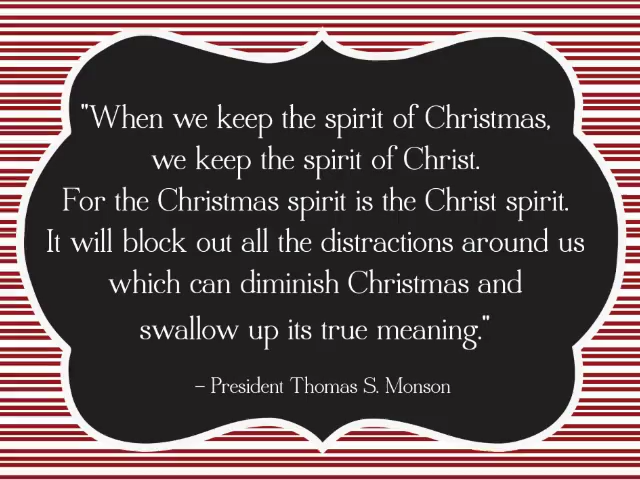 "When we keep the spirit of Christmas,
we keep the spirit of Christ.
For the Christmas spirit is the Christ spirit.
It will block out all the distractions around us
which can diminish Christmas and
swallow up its true meaning."
– President Thomas S. Monson